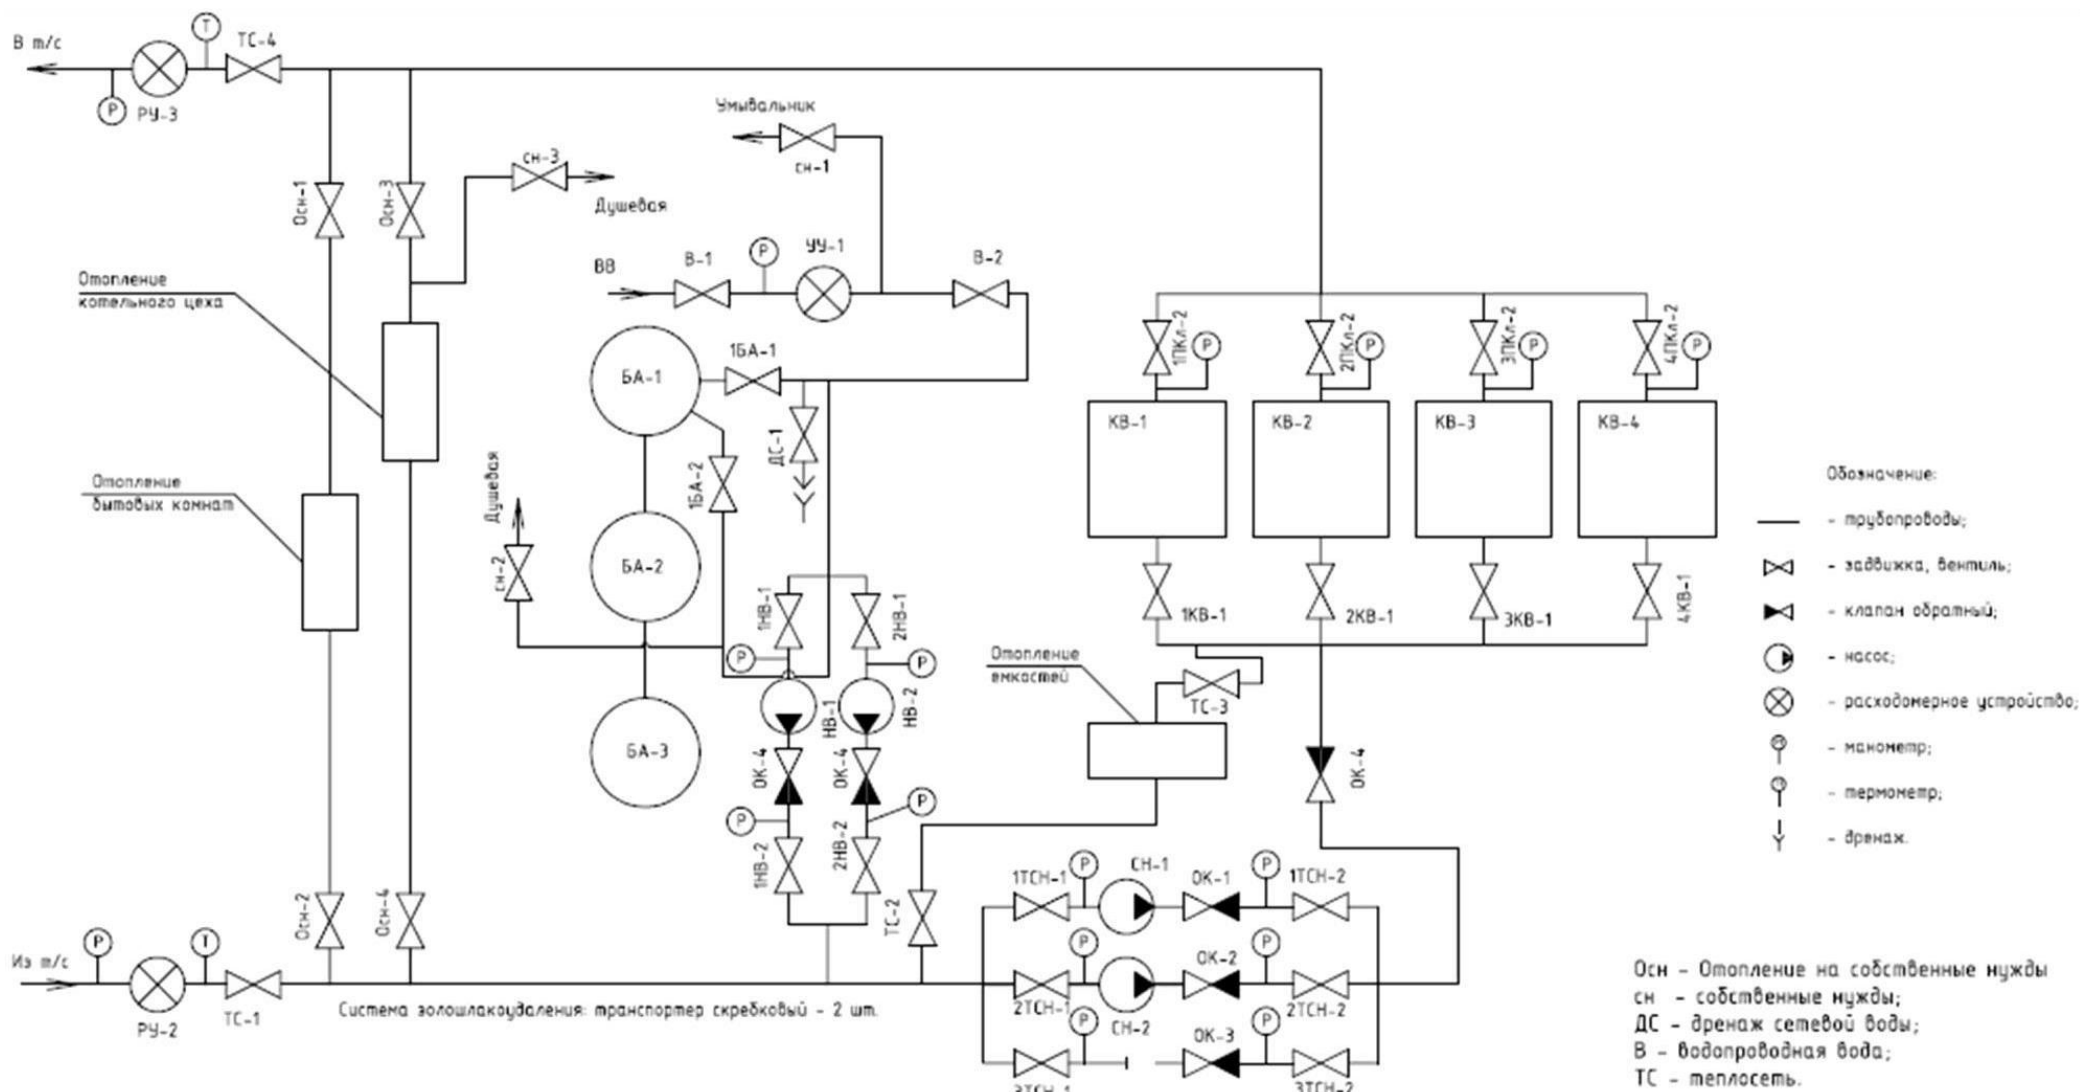 В т/с
Т
ТС-4
Р
РУ-3
Умывальник
сн-1
сн-3
Душевая
Осн-1
Осн-3
ВВ
В-1
Р
УУ-1
В-2
Отопление
котельного цеха
БА-1
1БА-1
ДС-1
1БА-2
Отопление
бытовых комнат
Душевая
сн-2
БА-2
БА-3
1НВ-1
2НВ-1
Р
Р
НВ-1
НВ-2
ОК-4
ОК-4
Р
Р
1НВ-2
2НВ-2
1ПКл-2
Р
2ПКл-2
Р
3ПКл-2
Р
4ПКл-2
Р
КВ-1
КВ-2
КВ-3
КВ-4
1КВ-1
2КВ-1
3КВ-1
4КВ-1
Отопление
емкостей
ТС-3
ОК-4
ТС-2
Осн-2
Осн-4
Из т/с
Р
Т
РУ-2
ТС-1
Система золошлакоудаления: транспортер скребковый - 2 шт.
1ТСН-1
Р
СН-1
ОК-1
Р
1ТСН-2
2ТСН-1
Р
СН-2
ОК-2
Р
2ТСН-2
3ТСН-1
Р
ОК-3
Р
3ТСН-2
Обозначение:
- трубопроводы;
- задвижка, вентиль;
- клапан обратный;
- насос;
- расходомерное устройство;
- манометр;
- термометр;
- дренаж.
Осн - Отопление на собственные нужды
сн - собственные нужды;
ДС - дренаж сетевой воды;
В - водопроводная вода;
ТС - теплосеть.